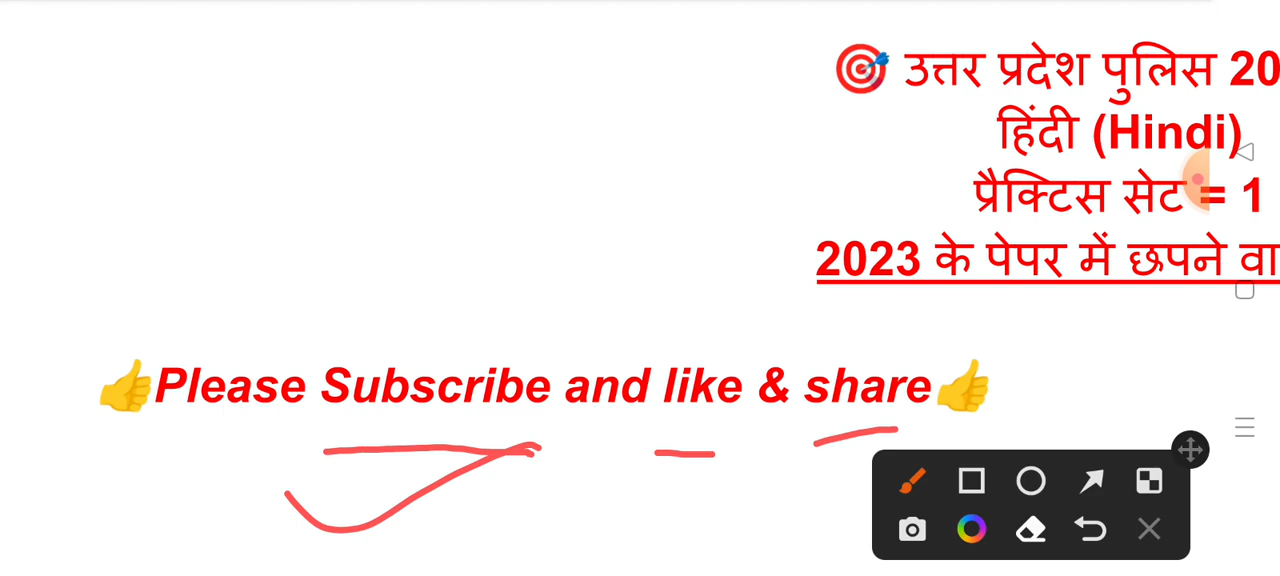 🎯 उत्तर प्रदेश पुलिस 20
हिंदी (Hindi)
प्रैक्टिस सेट = 1
2023 के पेपर में छपने वा
👍Please Subscribe and like & share👍